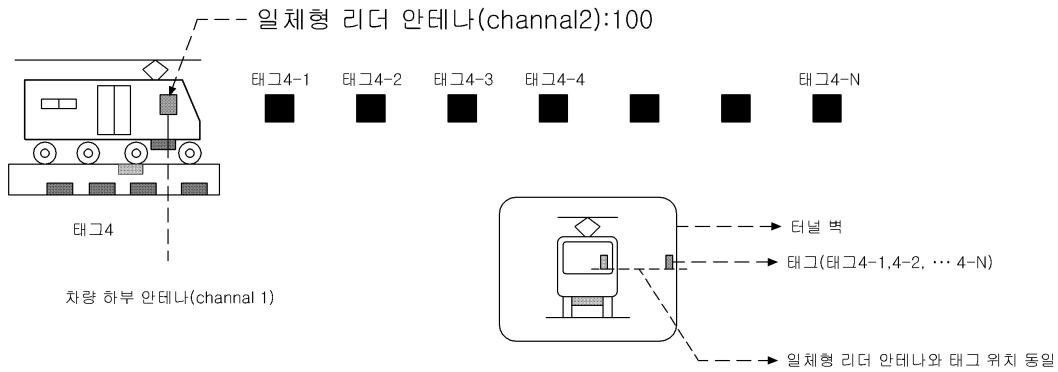 일체형 리더 안테나(channal2):100
태그4-1 태그4-2 태그4-3 태그4-4 태그4-N
태그4
차량 하부 안테나(channal 1)
터널 벽
태그(태그4-1,4-2, ··· 4-N)
일체형 리더 안테나와 태그 위치 동일